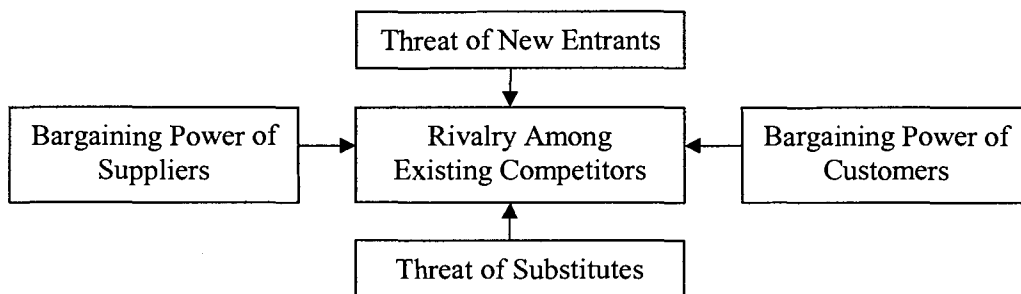 Threat of New Entrants
Bargaining Power of
Suppliers
Rivalry Among
Existing Competitors
Bargaining Power of
Customers
Threat of Substitutes